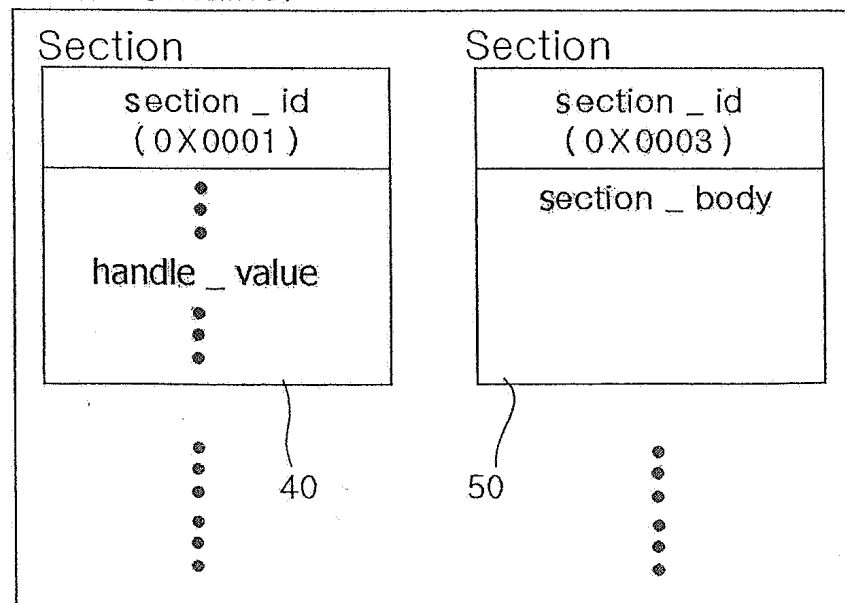 Section
section _ id
(0X0001)
handle _ value
40
Section
section _ id
(0X0003)
section _ body
50